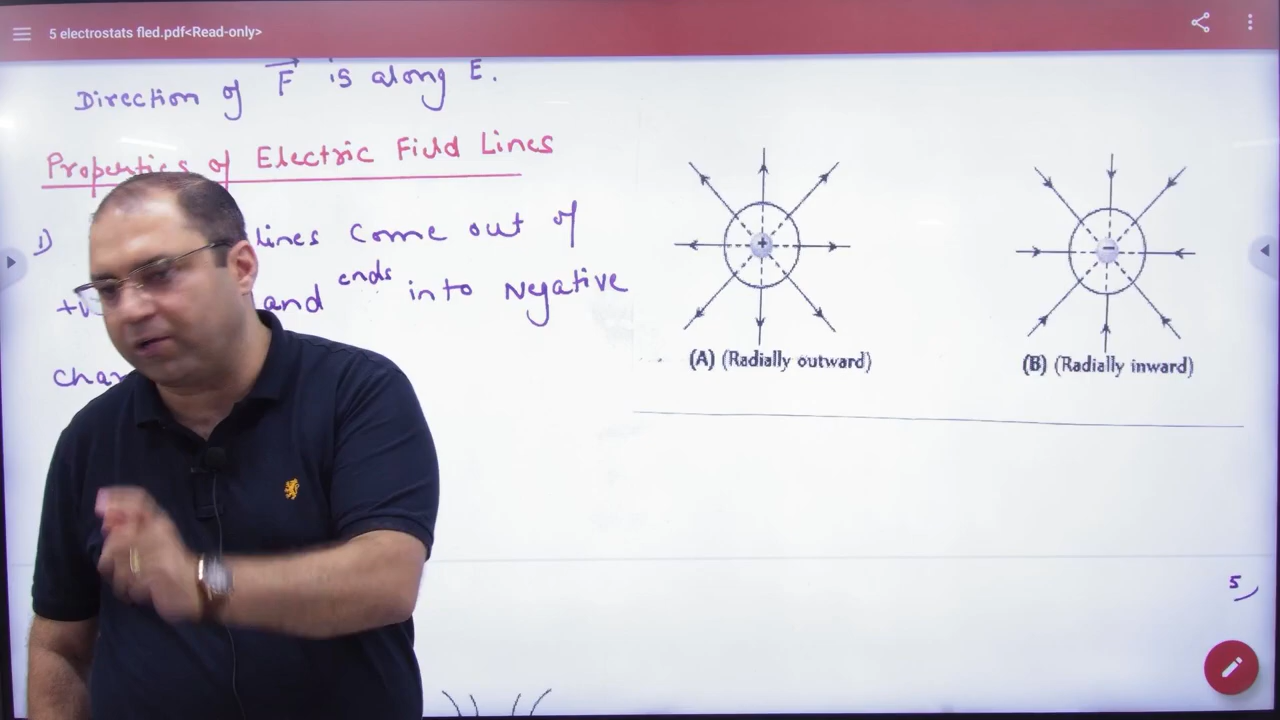 5 electrostats fled.pdf<Read-only>
Direction of F is along E.
Properties of Electric Field Lines
1) lines come out of
and ends into Negative
+
−
(A) (Radially outward)
(B) (Radially inward)
5